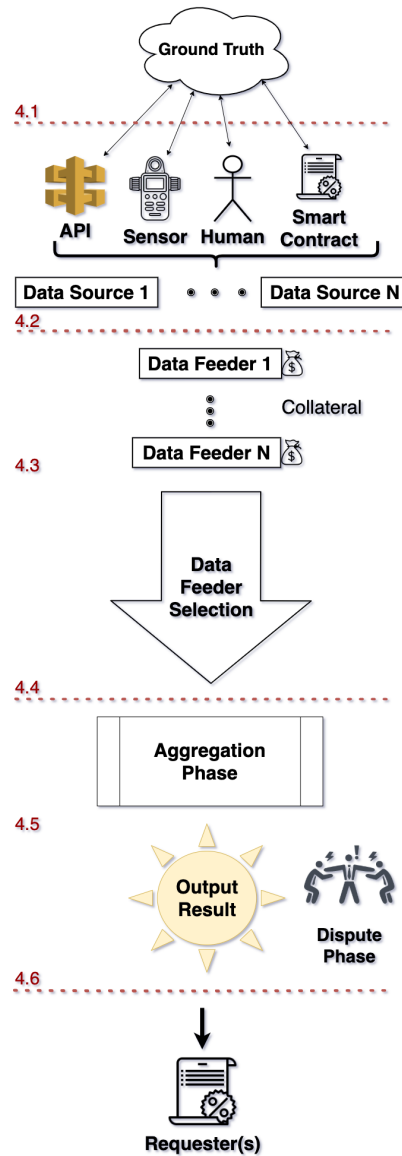 Ground Truth
4.1
API
Sensor
Human
Smart
Contract
Data Source 1
Data Source N
4.2
Data Feeder 1
$
Collateral
Data Feeder N
$
4.3
Data
Feeder
Selection
4.4
Aggregation
Phase
4.5
Output
Result
!
Dispute
Phase
4.6
%
Requester(s)